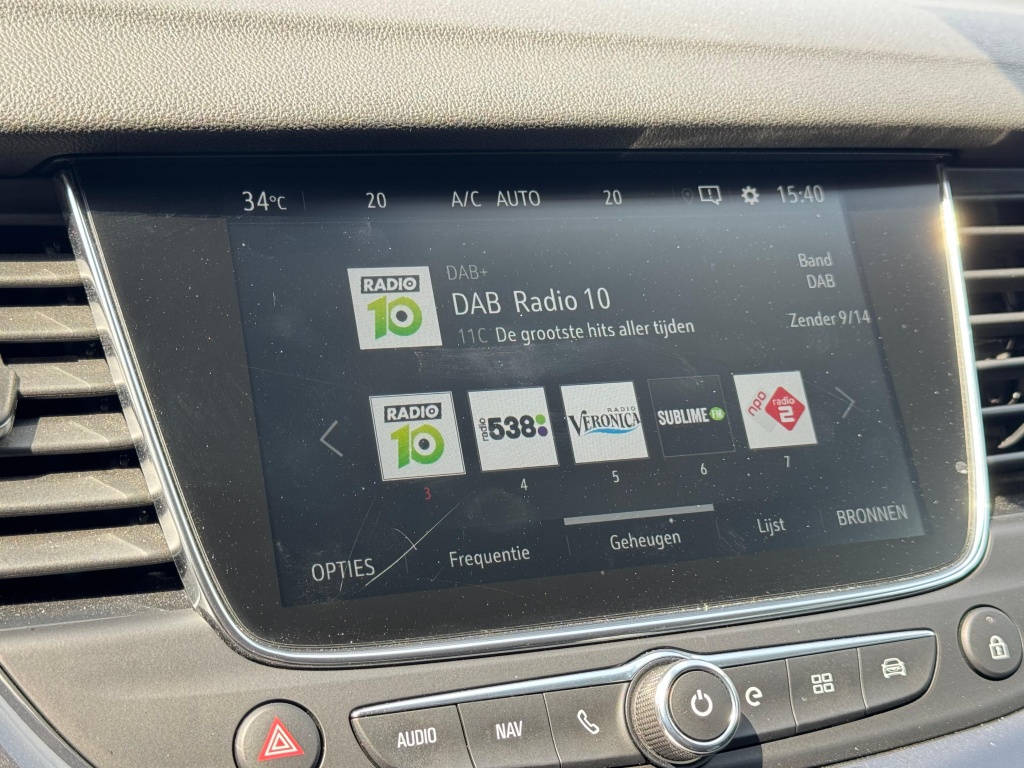 34°C 20 A/C AUTO 20 15:40
RADIO
10
DAB+
DAB Radio 10
11C De grootste hits aller tijden
Band
DAB
Zender 9/14
RADIO
10
radio 538
RADIO
VERONICA
SUBLIME FM
npo radio 2
3 4 5 6 7
OPTIES Frequentie Geheugen Lijst BRONNEN
AUDIO NAV e